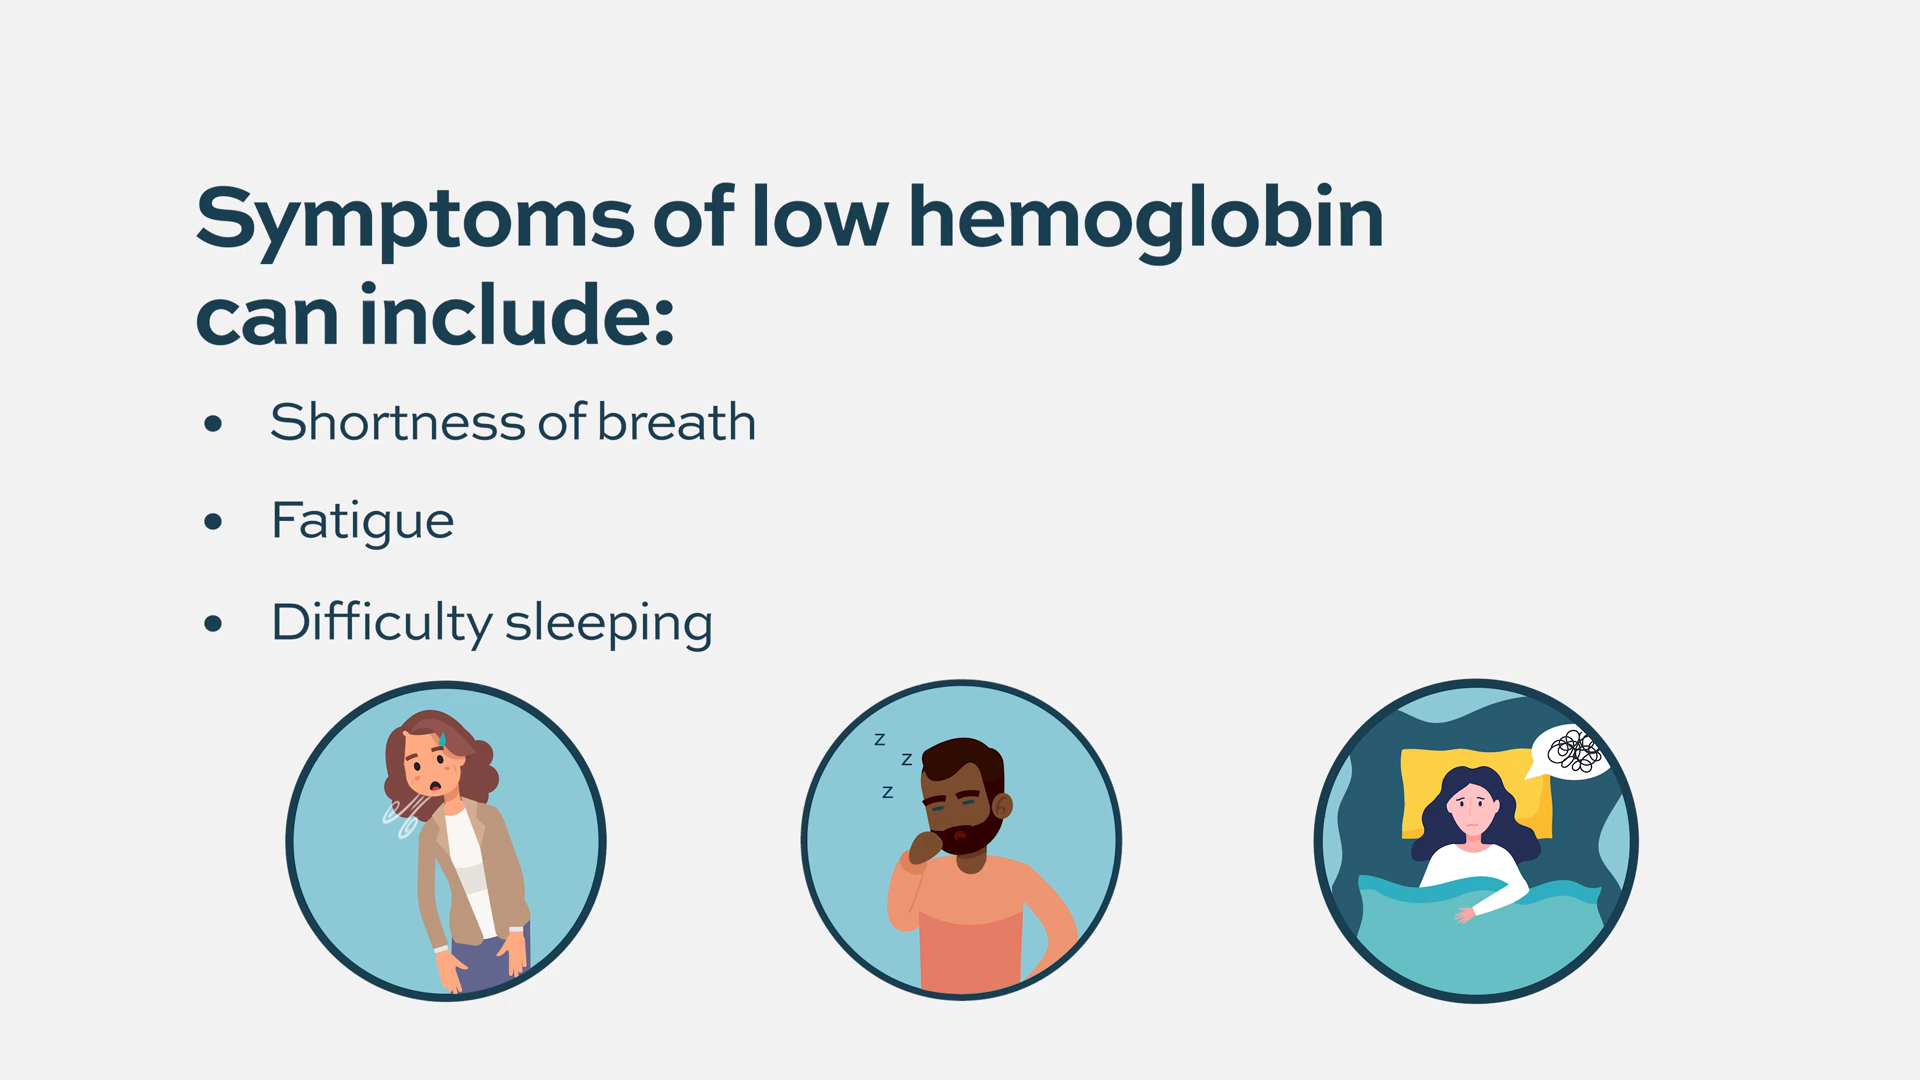 Symptoms of low hemoglobin
can include:
• Shortness of breath
• Fatigue
• Difficulty sleeping
z
z
z